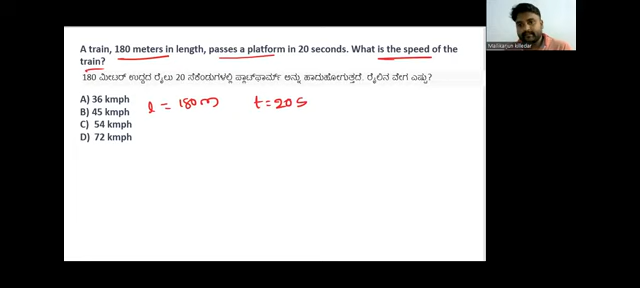 A train, 180 meters in length, passes a platform in 20 seconds. What is the speed of the
train?
180 ಮೀಟರ್ ಉದ್ದದ ರೈಲು 20 ಸೆಕೆಂಡುಗಳಲ್ಲಿ ಪ್ಲಾಟ್‌ಫಾರ್ಮ್ ಅನ್ನು ಹಾದುಹೋಗುತ್ತದೆ. ರೈಲಿನ ವೇಗ ಎಷ್ಟು?
A) 36 kmph
B) 45 kmph
C) 54 kmph
D) 72 kmph
l = 180 m t = 20 s
Mallikarjun killedar